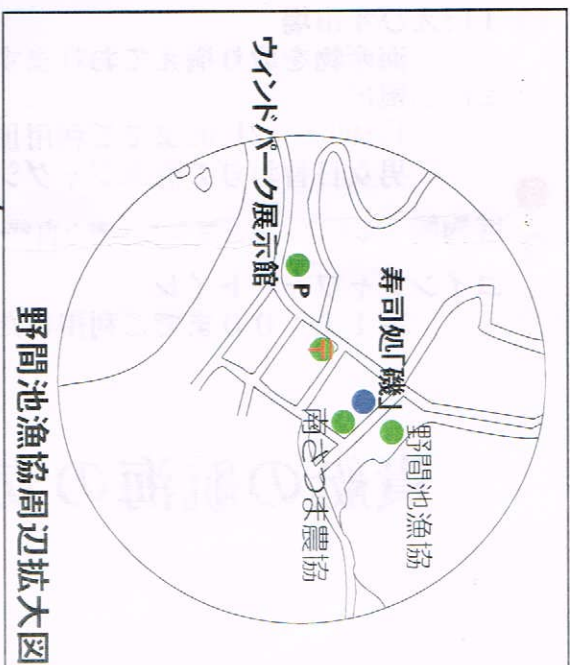 ウィンドパーク展示館
P
〒
寿司処「磯」
野間池漁協
南さつま農協
野間池漁協周辺拡大図